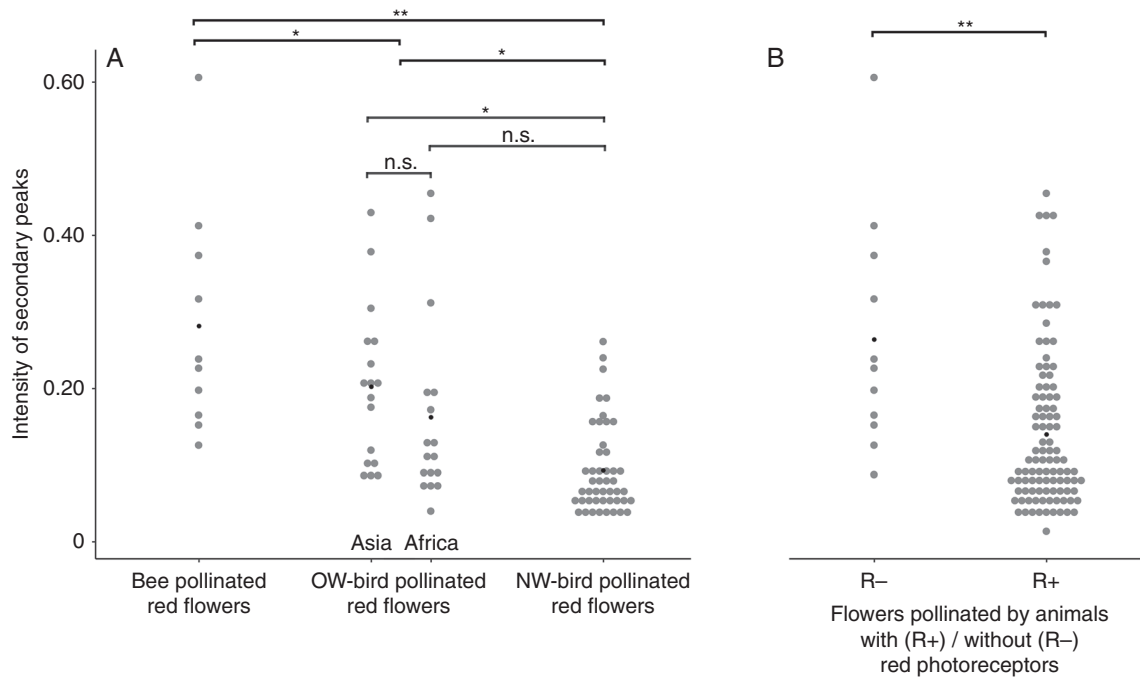 **
*
*
A
B
**
0.60
*
n.s.
n.s.
0.40
Intensity of secondary peaks
0.20
0
Asia Africa
Bee pollinated
red flowers
OW-bird pollinated
red flowers
NW-bird pollinated
red flowers
R–
R+
Flowers pollinated by animals
with (R+) / without (R–)
red photoreceptors